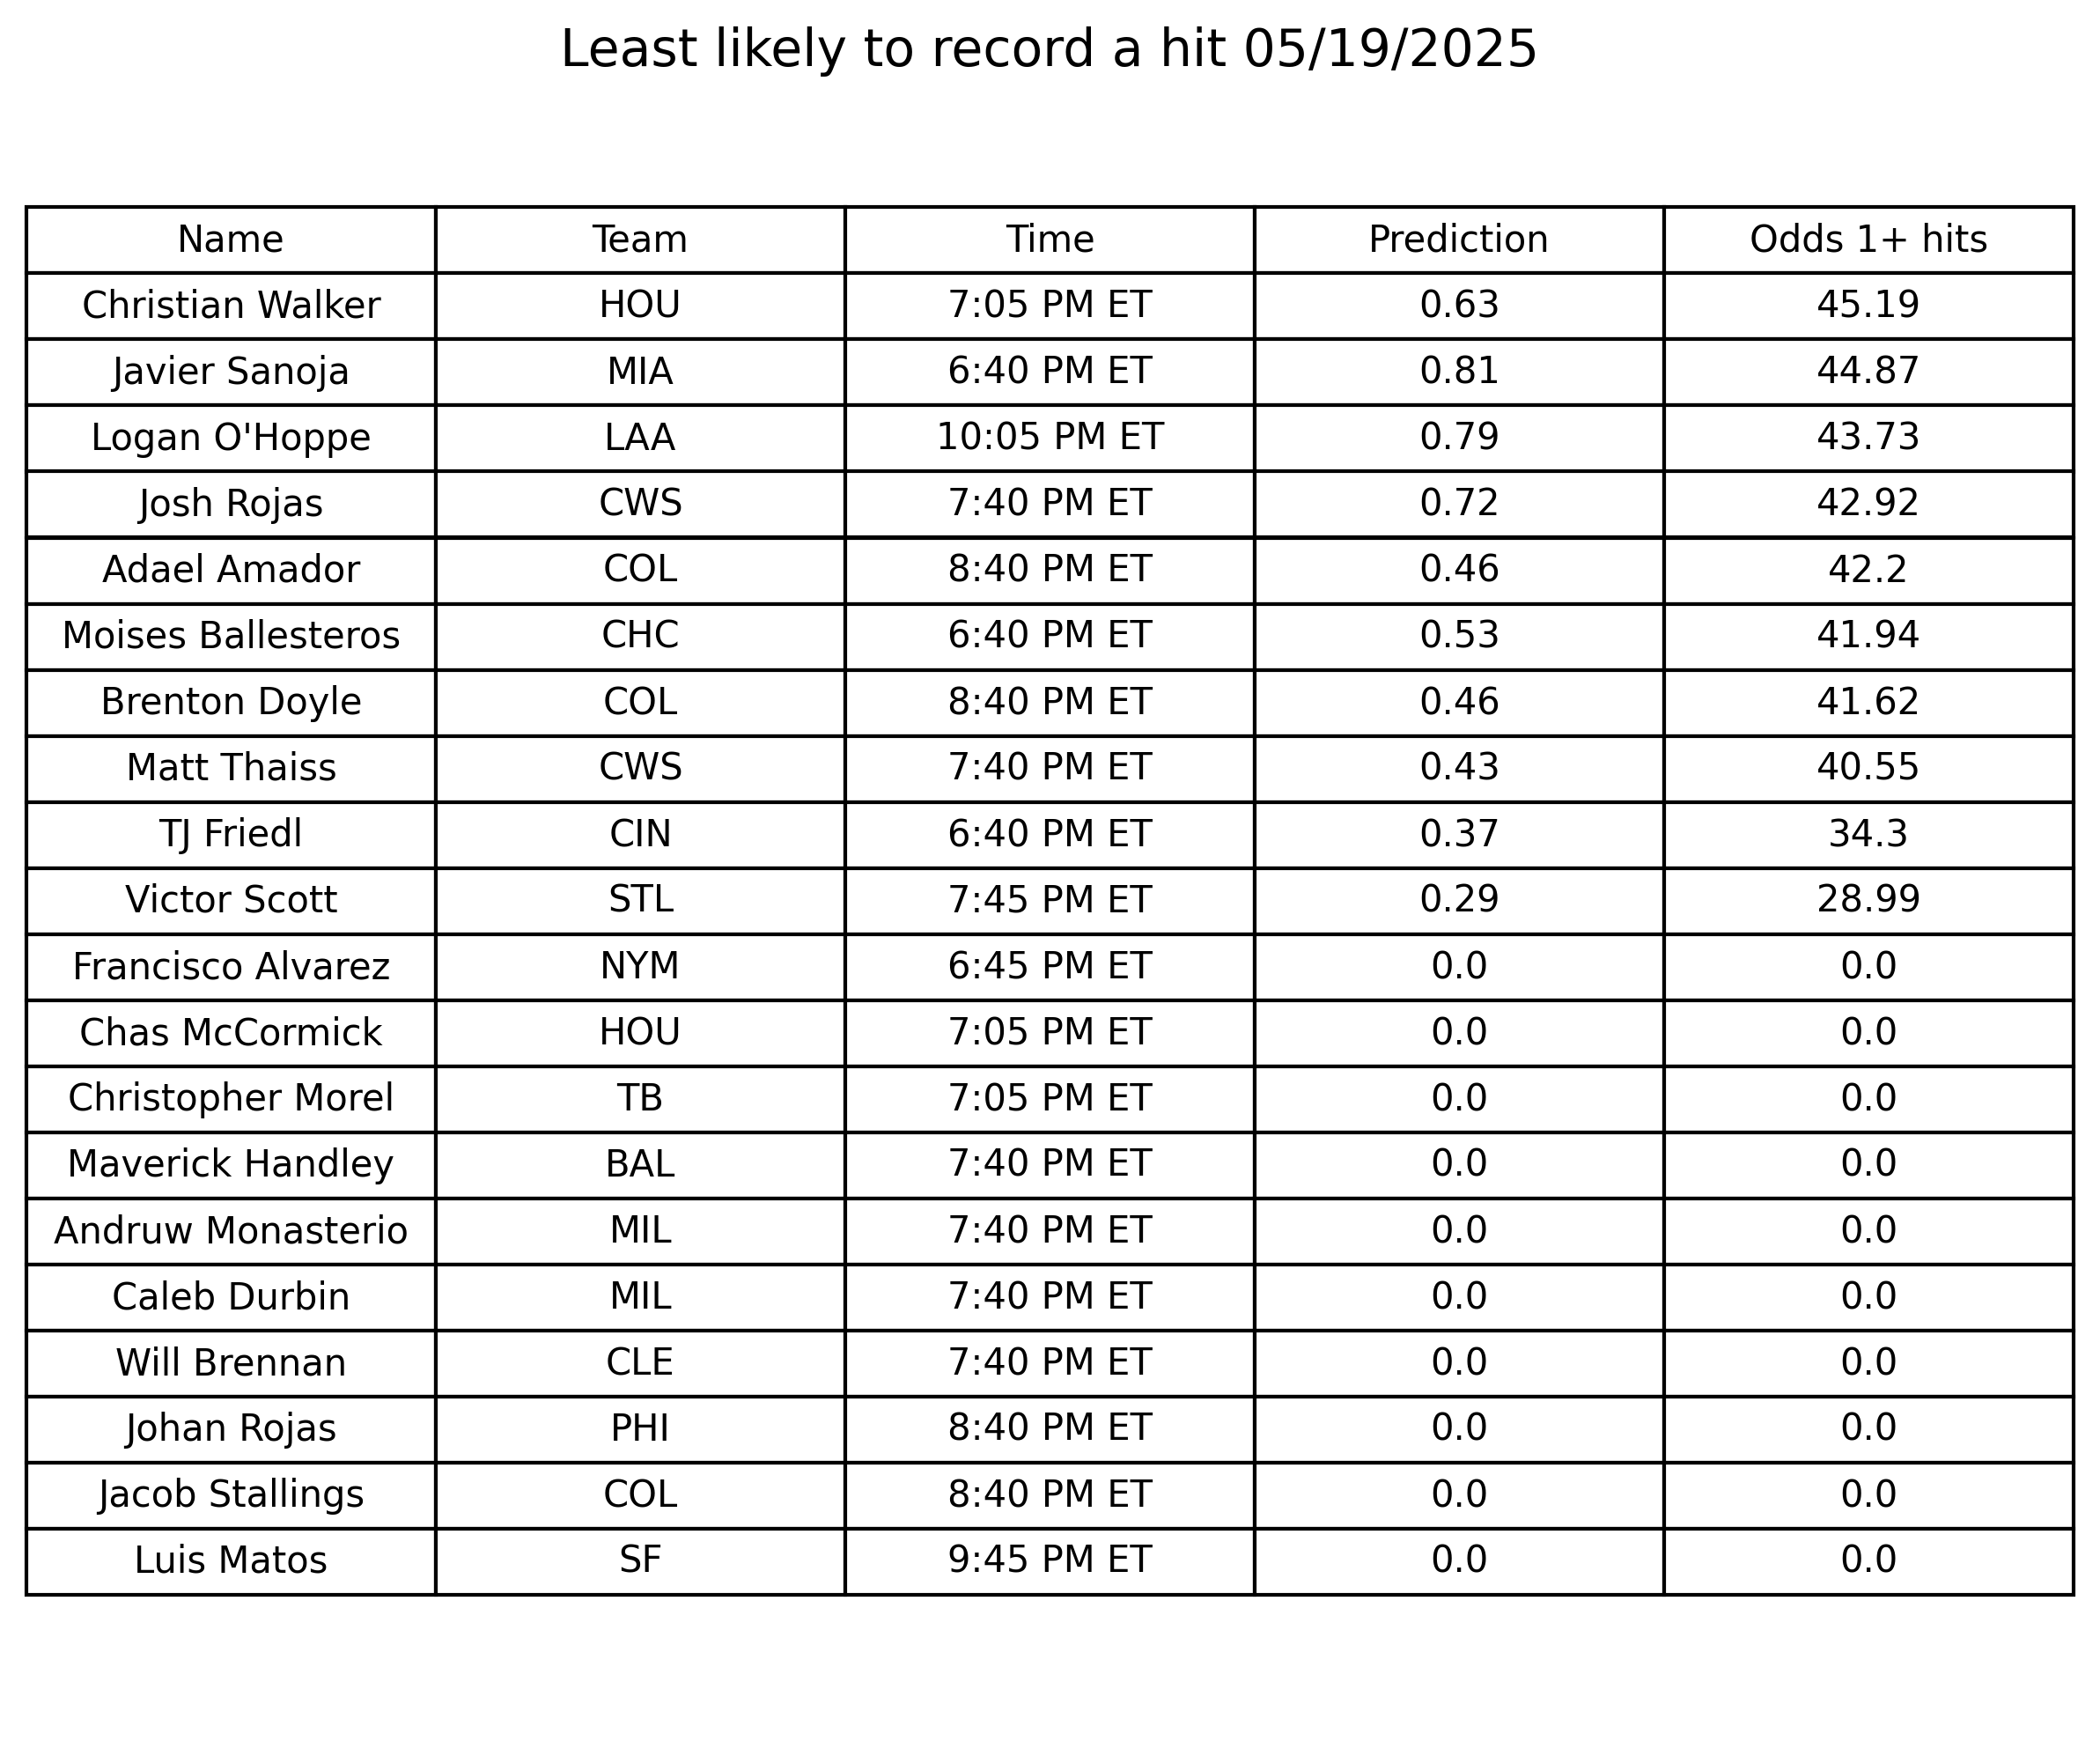 Least likely to record a hit 05/19/2025
Name Team Time Prediction Odds 1+ hits
Christian Walker HOU 7:05 PM ET 0.63 45.19
Javier Sanoja MIA 6:40 PM ET 0.81 44.87
Logan O'Hoppe LAA 10:05 PM ET 0.79 43.73
Josh Rojas CWS 7:40 PM ET 0.72 42.92
Adael Amador COL 8:40 PM ET 0.46 42.2
Moises Ballesteros CHC 6:40 PM ET 0.53 41.94
Brenton Doyle COL 8:40 PM ET 0.46 41.62
Matt Thaiss CWS 7:40 PM ET 0.43 40.55
TJ Friedl CIN 6:40 PM ET 0.37 34.3
Victor Scott STL 7:45 PM ET 0.29 28.99
Francisco Alvarez NYM 6:45 PM ET 0.0 0.0
Chas McCormick HOU 7:05 PM ET 0.0 0.0
Christopher Morel TB 7:05 PM ET 0.0 0.0
Maverick Handley BAL 7:40 PM ET 0.0 0.0
Andruw Monasterio MIL 7:40 PM ET 0.0 0.0
Caleb Durbin MIL 7:40 PM ET 0.0 0.0
Will Brennan CLE 7:40 PM ET 0.0 0.0
Johan Rojas PHI 8:40 PM ET 0.0 0.0
Jacob Stallings COL 8:40 PM ET 0.0 0.0
Luis Matos SF 9:45 PM ET 0.0 0.0